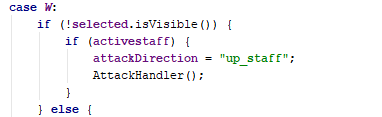 case W:
if (!selected.isVisible()) {
if (activestaff) {
attackDirection = "up_staff";
AttackHandler();
}
} else {